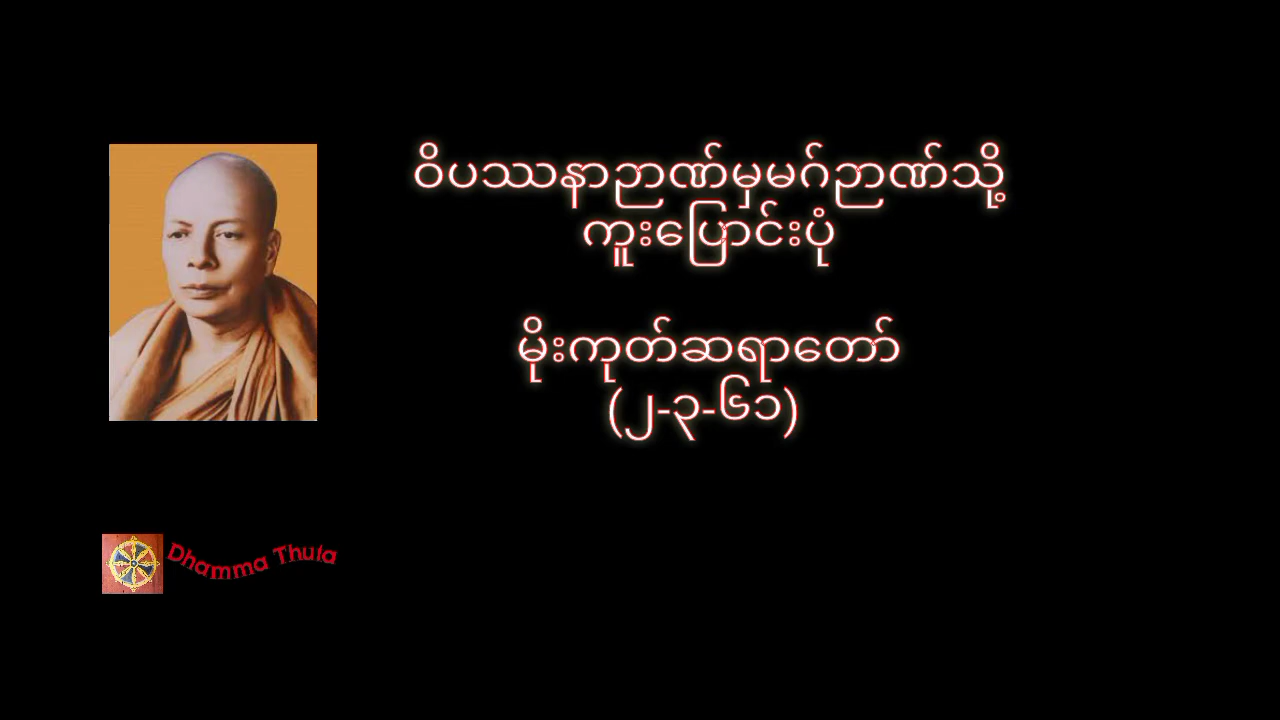 ဝိပဿနာဉာဏ်မှမဂ်ဉာဏ်သို့
ကူးပြောင်းပုံ
မိုးကုတ်ဆရာတော်
(၂-၃-၆၁)
Dhamma Thuta